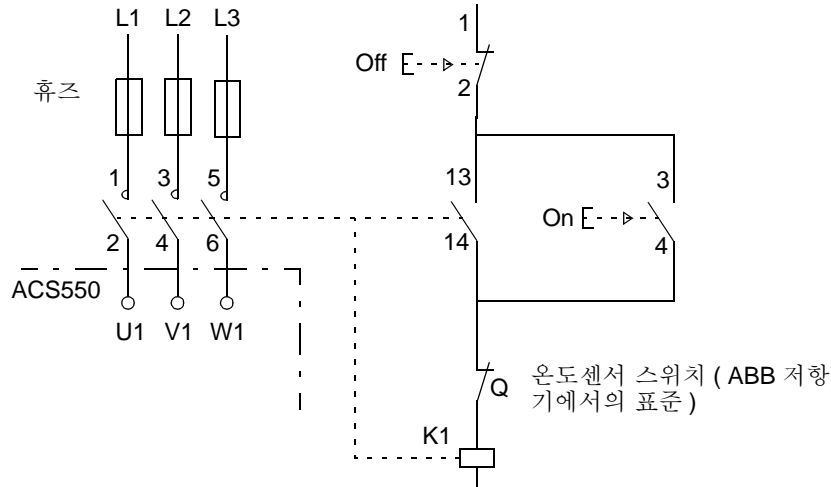 L1 L2 L3
휴즈
1 3 5
2 4 6
ACS550
U1 V1 W1
1
Off
2
13
14
3
On
4
Q
온도센서 스위치 ( ABB 저항
기에서의 표준 )
K1